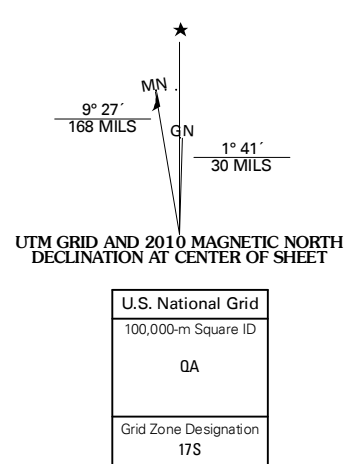 ★
MN
9° 27´
168 MILS
GN
1° 41´
30 MILS
UTM GRID AND 2010 MAGNETIC NORTH
DECLINATION AT CENTER OF SHEET
U.S. National Grid
100,000-m Square ID
QA
Grid Zone Designation
17S